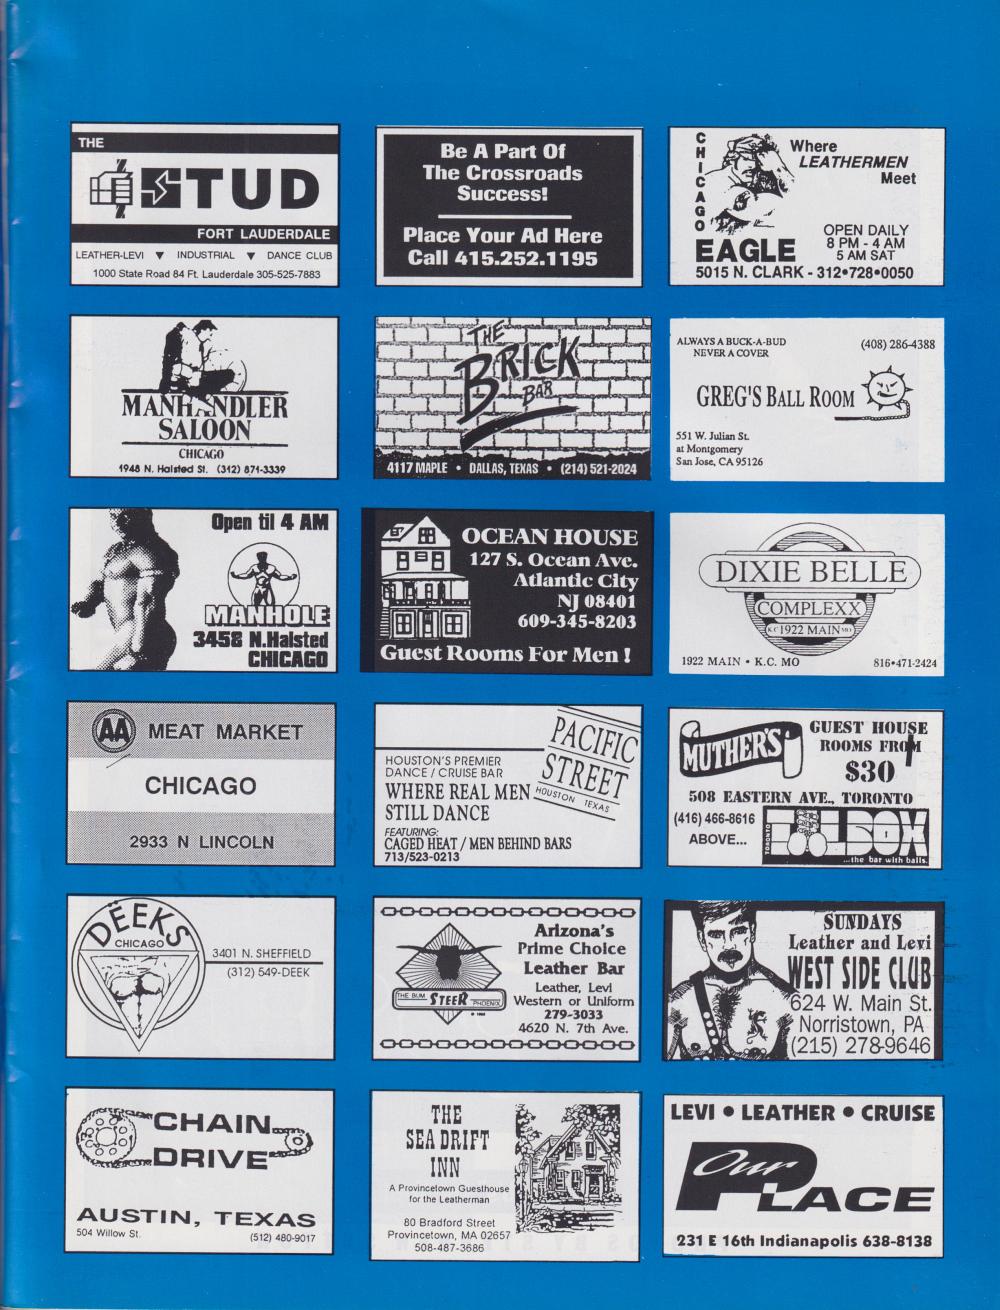 THE
STUD
FORT LAUDERDALE
LEATHER-LEVI ▼ INDUSTRIAL ▼ DANCE CLUB
1000 State Road 84 Ft. Lauderdale 305-525-7883
Be A Part Of
The Crossroads
Success!
Place Your Ad Here
Call 415.252.1195
CHICAGO
Where
LEATHERMEN
Meet
OPEN DAILY
8 PM - 4 AM
5 AM SAT
EAGLE
5015 N. CLARK - 312•728•0050
MANHANDLER
SALOON
CHICAGO
1948 N. Halsted St. (312) 871-3339
THE
BRICK
BAR
4117 MAPLE • DALLAS, TEXAS • (214) 521-2024
ALWAYS A BUCK-A-BUD
NEVER A COVER
(408) 286-4388
GREG'S BALL ROOM
551 W. Julian St.
at Montgomery
San Jose, CA 95126
Open til 4 AM
MANHOLE
3458 N.Halsted
CHICAGO
OCEAN HOUSE
127 S. Ocean Ave.
Atlantic City
NJ 08401
609-345-8203
Guest Rooms For Men !
DIXIE BELLE
COMPLEXX
KC 1922 MAIN MO
1922 MAIN • K.C. MO
816•471-2424
AA MEAT MARKET
CHICAGO
2933 N LINCOLN
PACIFIC
STREET
HOUSTON TEXAS
HOUSTON'S PREMIER
DANCE / CRUISE BAR
WHERE REAL MEN
STILL DANCE
FEATURING:
CAGED HEAT / MEN BEHIND BARS
713/523-0213
MUTHER'S
GUEST HOUSE
ROOMS FROM
$30
508 EASTERN AVE., TORONTO
(416) 466-8616
ABOVE...
TORONTO
TOOLBOX
...the bar with balls.
DËEKS
CHICAGO
3401 N. SHEFFIELD
(312) 549-DEEK
Arizona's
Prime Choice
Leather Bar
Leather, Levi
Western or Uniform
279-3033
4620 N. 7th Ave.
THE BUM STEER PHOENIX
SUNDAYS
Leather and Levi
WEST SIDE CLUB
624 W. Main St.
Norristown, PA
(215) 278-9646
CHAIN
DRIVE
AUSTIN, TEXAS
504 Willow St.
(512) 480-9017
THE
SEA DRIFT
INN
A Provincetown Guesthouse
for the Leatherman
80 Bradford Street
Provincetown, MA 02657
508-487-3686
LEVI • LEATHER • CRUISE
Our
PLACE
231 E 16th Indianapolis 638-8138